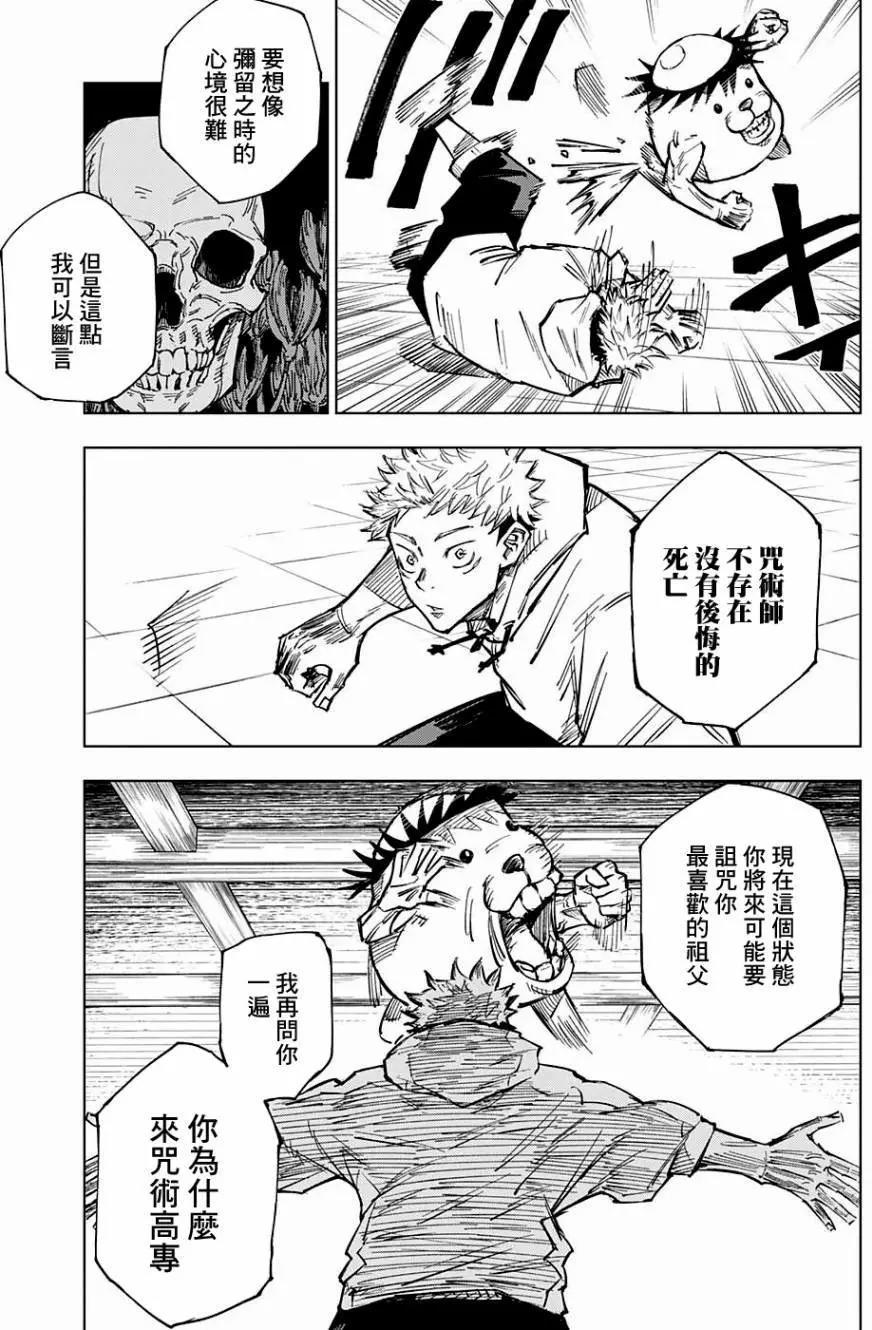 要想像
彌留之時的
心境很難
但是這點
我可以斷言
咒術師
不存在
沒有後悔的
死亡
現在這個狀態
你將來可能要
詛咒你
最喜歡的祖父
我再問你
一遍
你為什麼
來咒術高專